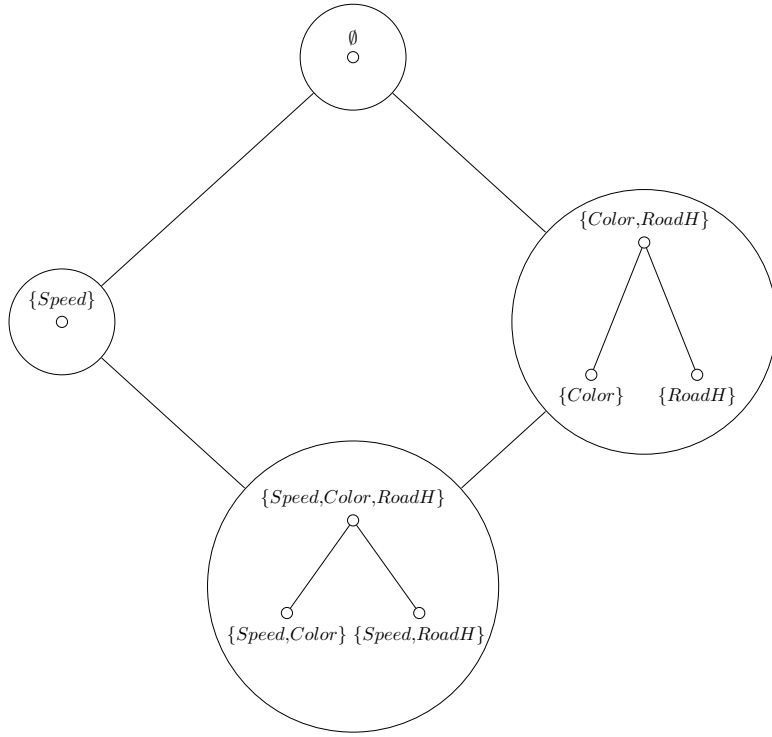 ∅
{Color,RoadH}
{Speed}
{Color} {RoadH}
{Speed,Color,RoadH}
{Speed,Color} {Speed,RoadH}